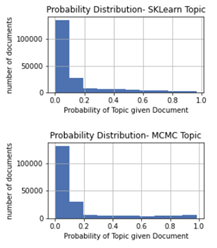 Probability Distribution- SKLearn Topic
number of documents
100000
50000
0
0.0 0.2 0.4 0.6 0.8 1.0
Probability of Topic given Document
Probability Distribution- MCMC Topic
number of documents
100000
50000
0
0.0 0.2 0.4 0.6 0.8 1.0
Probability of Topic given Document